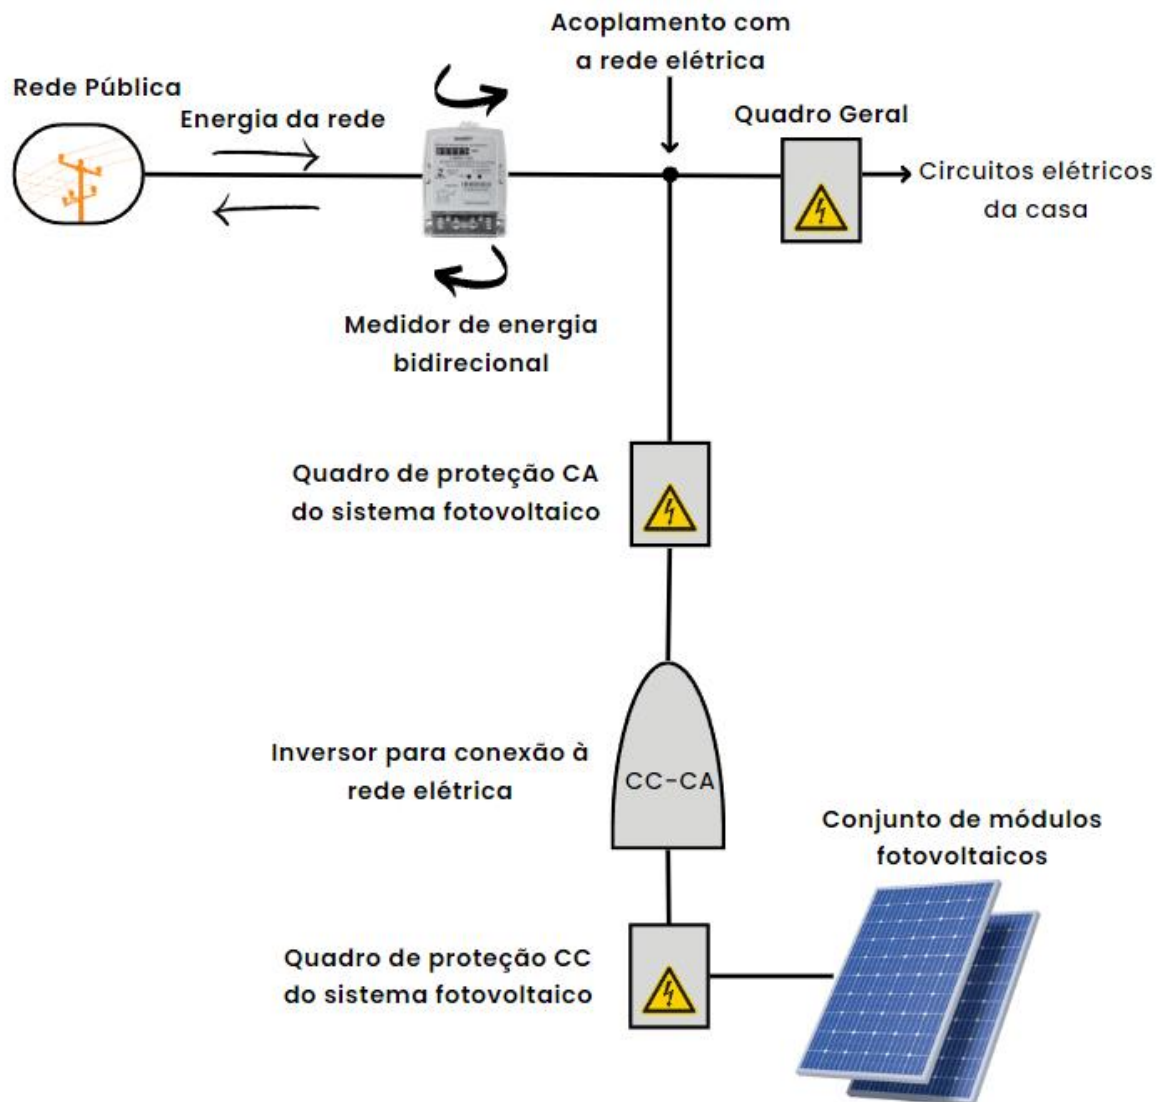 Acoplamento com
a rede elétrica
Rede Pública
Energia da rede
Quadro Geral
Circuitos elétricos
da casa
Medidor de energia
bidirecional
Quadro de proteção CA
do sistema fotovoltaico
Inversor para conexão à
rede elétrica
CC-CA
Conjunto de módulos
fotovoltaicos
Quadro de proteção CC
do sistema fotovoltaico